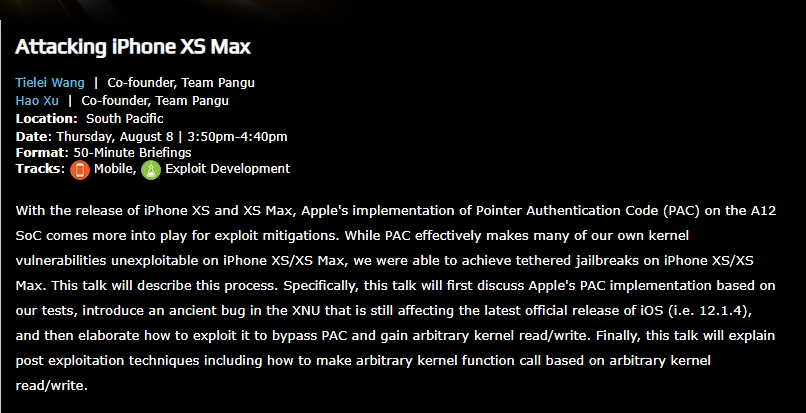 Attacking iPhone XS Max
Tielei Wang | Co-founder, Team Pangu
Hao Xu | Co-founder, Team Pangu
Location: South Pacific
Date: Thursday, August 8 | 3:50pm-4:40pm
Format: 50-Minute Briefings
Tracks: Mobile, Exploit Development
With the release of iPhone XS and XS Max, Apple's implementation of Pointer Authentication Code (PAC) on the A12
SoC comes more into play for exploit mitigations. While PAC effectively makes many of our own kernel
vulnerabilities unexploitable on iPhone XS/XS Max, we were able to achieve tethered jailbreaks on iPhone XS/XS
Max. This talk will describe this process. Specifically, this talk will first discuss Apple's PAC implementation based on
our tests, introduce an ancient bug in the XNU that is still affecting the latest official release of iOS (i.e. 12.1.4),
and then elaborate how to exploit it to bypass PAC and gain arbitrary kernel read/write. Finally, this talk will explain
post exploitation techniques including how to make arbitrary kernel function call based on arbitrary kernel
read/write.